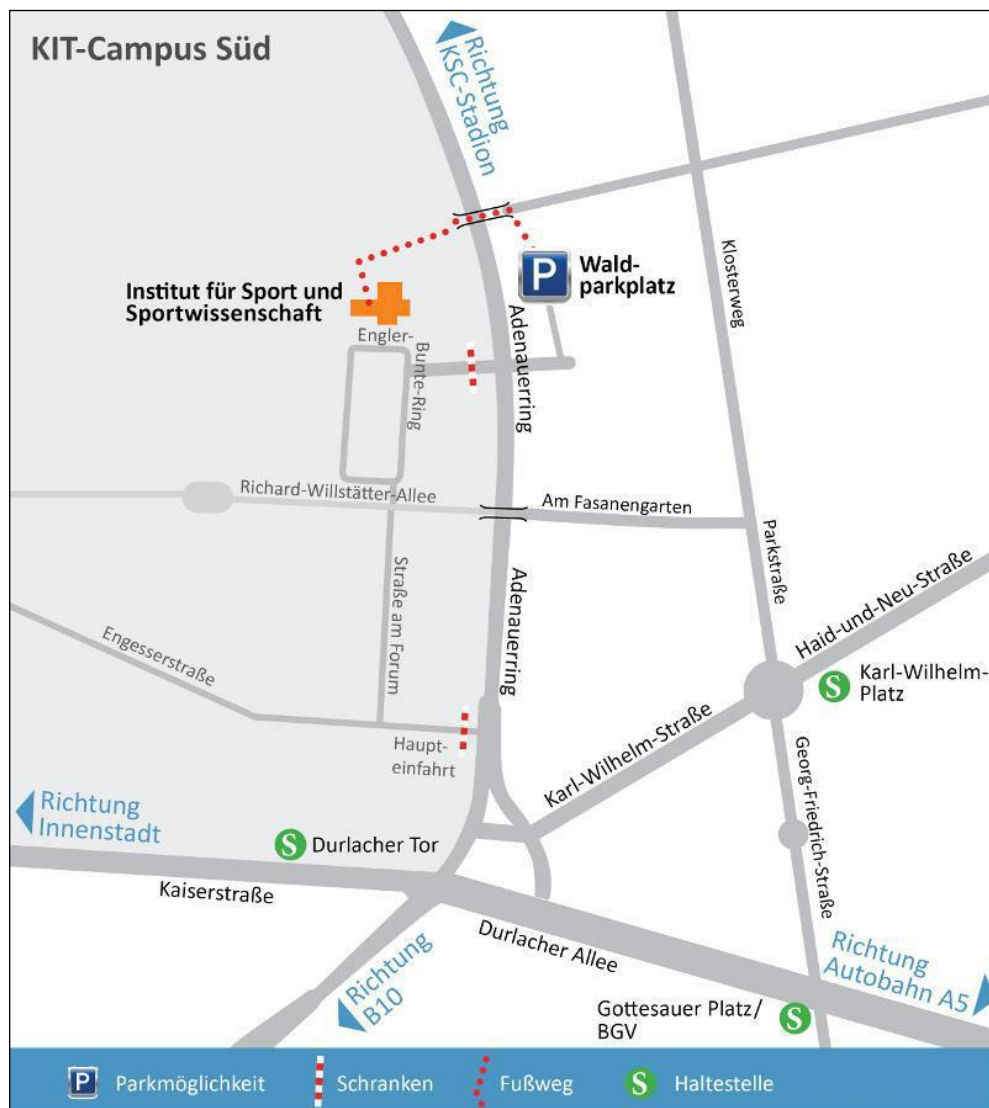 KIT-Campus Süd
Richtung
KSC-Stadion
Klosterweg
P
Wald-
parkplatz
Institut für Sport und
Sportwissenschaft
Engler-
Bunte-Ring
Adenauerring
Richard-Willstätter-Allee
Am Fasanengarten
Parkstraße
Straße am Forum
Adenauerring
Haid-und-Neu-Straße
Engesserstraße
S
Karl-Wilhelm-
Platz
Karl-Wilhelm-Straße
Haupt-
einfahrt
Georg-Friedrich-Straße
Richtung
Innenstadt
S
Durlacher Tor
Kaiserstraße
Durlacher Allee
Richtung
B10
Richtung
Autobahn A5
Gottesauer Platz/
BGV
S
P
Parkmöglichkeit
Schranken
Fußweg
S
Haltestelle